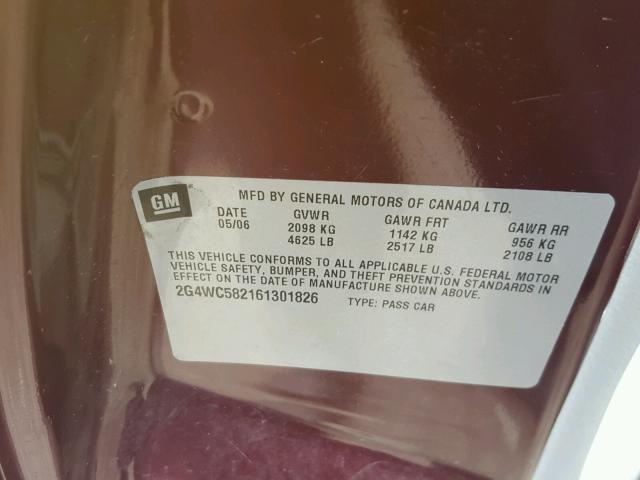 GM
MFD BY GENERAL MOTORS OF CANADA LTD.
DATE GVWR GAWR FRT GAWR RR
05/06 2098 KG 1142 KG 956 KG
4625 LB 2517 LB 2108 LB
THIS VEHICLE CONFORMS TO ALL APPLICABLE U.S. FEDERAL MOTOR
VEHICLE SAFETY, BUMPER, AND THEFT PREVENTION STANDARDS IN
EFFECT ON THE DATE OF MANUFACTURE SHOWN ABOVE.
2G4WC582161301826 TYPE: PASS CAR